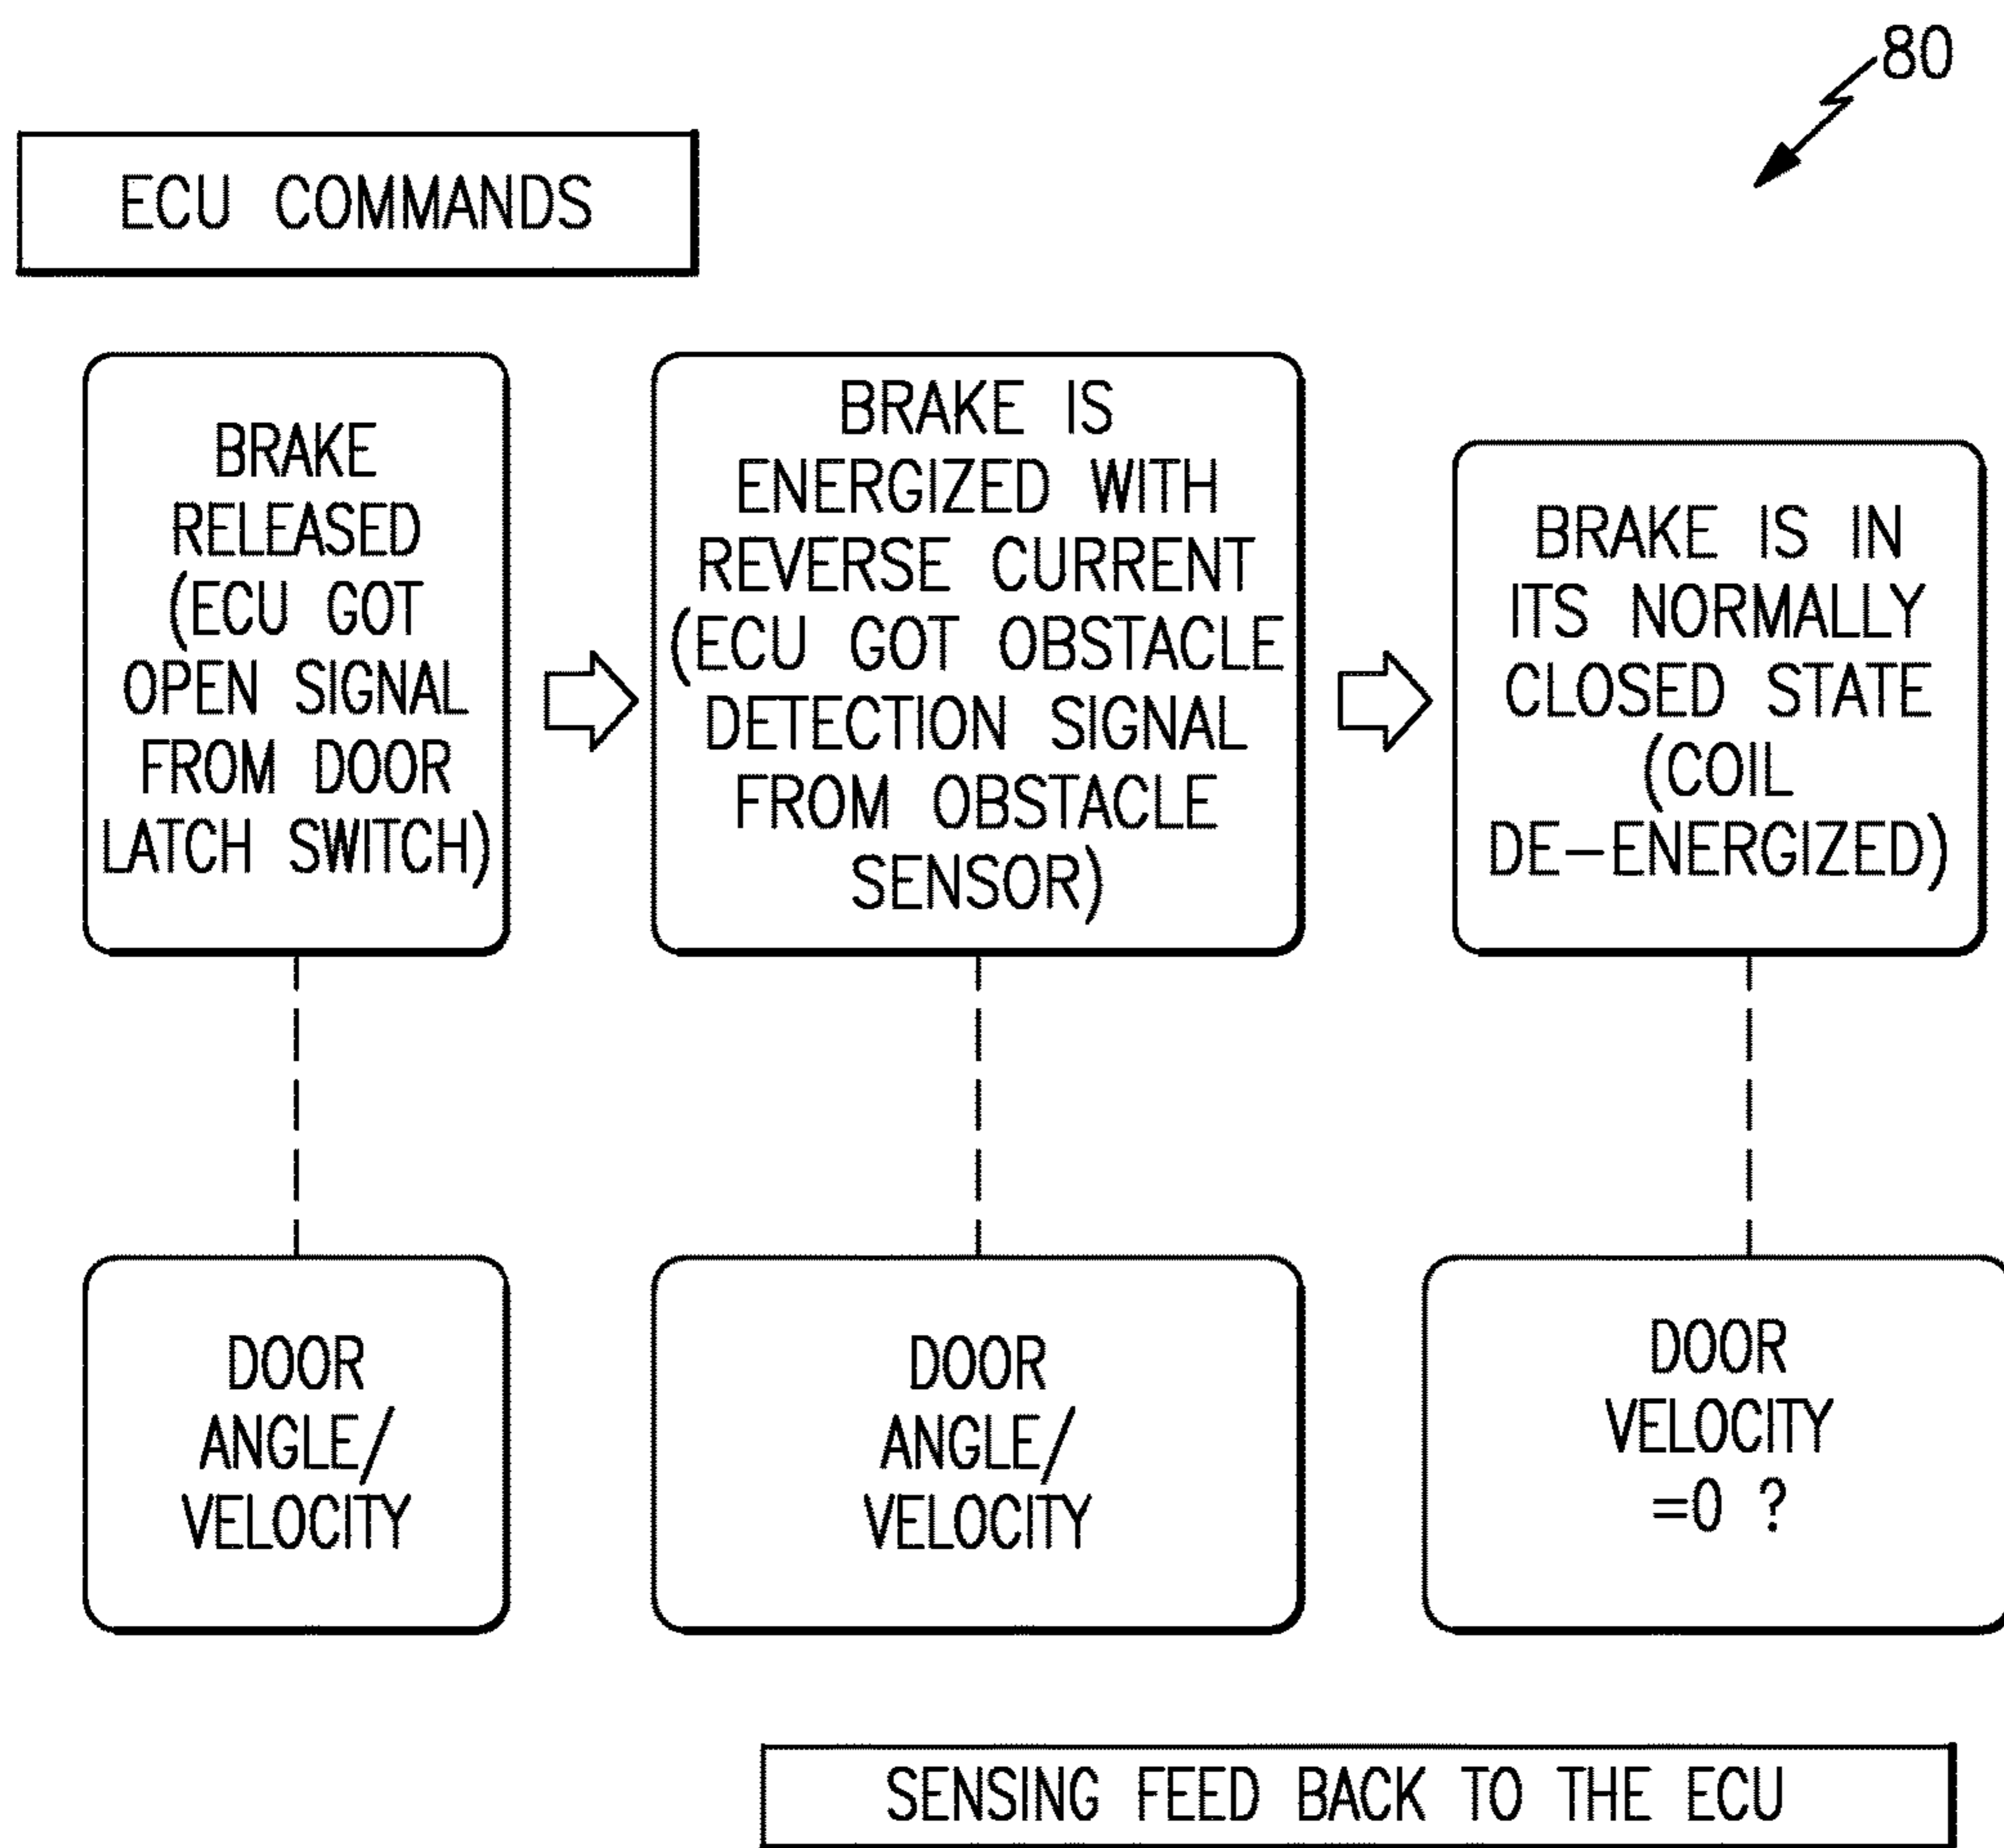 80
ECU COMMANDS
BRAKE
RELEASED
(ECU GOT
OPEN SIGNAL
FROM DOOR
LATCH SWITCH)
BRAKE IS
ENERGIZED WITH
REVERSE CURRENT
(ECU GOT OBSTACLE
DETECTION SIGNAL
FROM OBSTACLE
SENSOR)
BRAKE IS IN
ITS NORMALLY
CLOSED STATE
(COIL
DE-ENERGIZED)
DOOR
ANGLE/
VELOCITY
DOOR
ANGLE/
VELOCITY
DOOR
VELOCITY
=0 ?
SENSING FEED BACK TO THE ECU